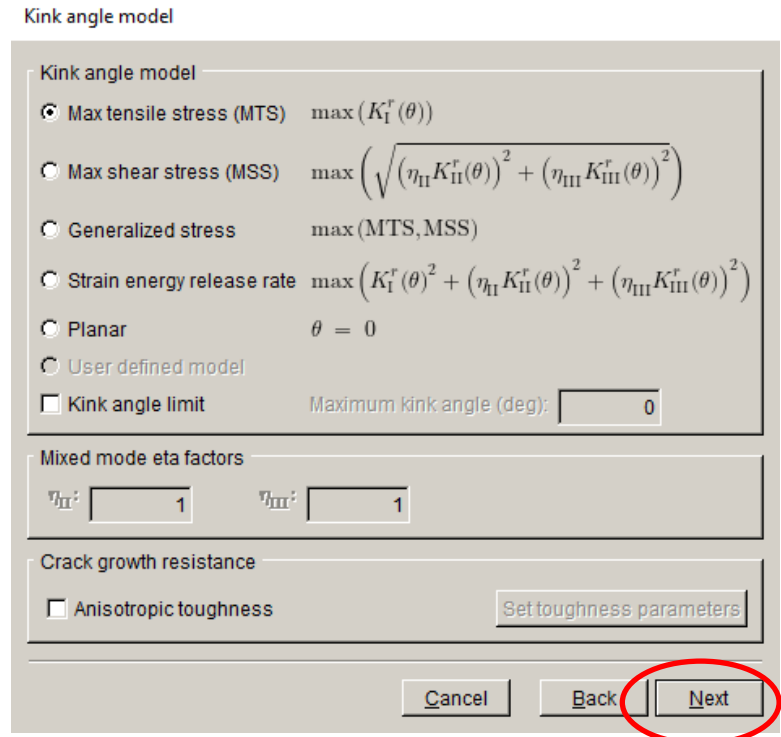 Kink angle model
Kink angle model
Max tensile stress (MTS) max(K_I^r(θ))
Max shear stress (MSS) max(√((η_II K_II^r(θ))^2 + (η_III K_III^r(θ))^2))
Generalized stress max(MTS,MSS)
Strain energy release rate max(K_I^r(θ)^2 + (η_II K_II^r(θ))^2 + (η_III K_III^r(θ))^2)
Planar θ = 0
User defined model
Kink angle limit Maximum kink angle (deg): 0
Mixed mode eta factors
η_II: 1 η_III: 1
Crack growth resistance
Anisotropic toughness Set toughness parameters
Cancel Back Next